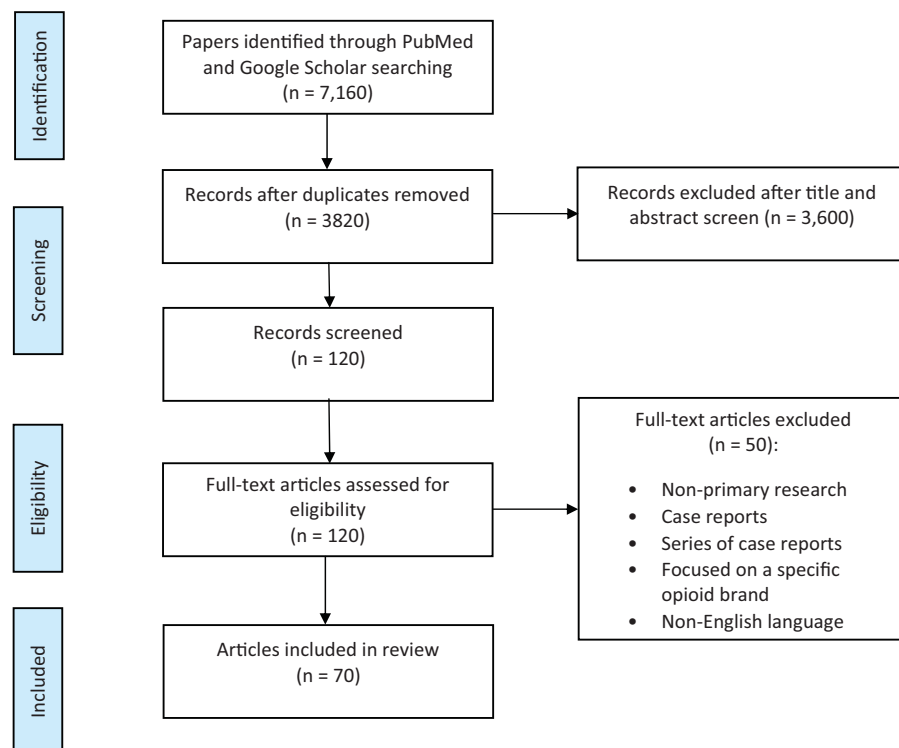 Identification
Papers identified through PubMed
and Google Scholar searching
(n = 7,160)
Screening
Records after duplicates removed
(n = 3820)
Records excluded after title and
abstract screen (n = 3,600)
Records screened
(n = 120)
Eligibility
Full-text articles assessed for
eligibility
(n = 120)
Full-text articles excluded
(n = 50):
• Non-primary research
• Case reports
• Series of case reports
• Focused on a specific
opioid brand
• Non-English language
Included
Articles included in review
(n = 70)